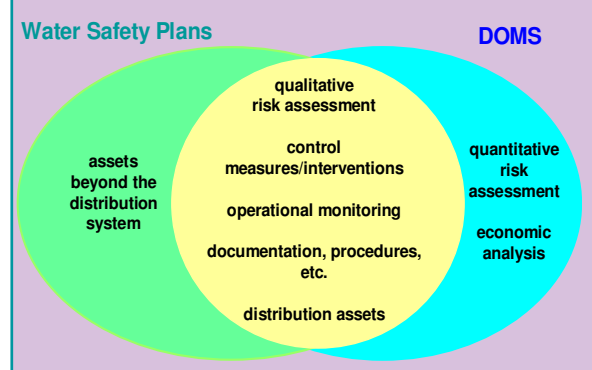 Water Safety Plans
DOMS
assets
beyond the
distribution
system
qualitative
risk assessment
control
measures/interventions
operational monitoring
documentation, procedures,
etc.
distribution assets
quantitative
risk
assessment
economic
analysis